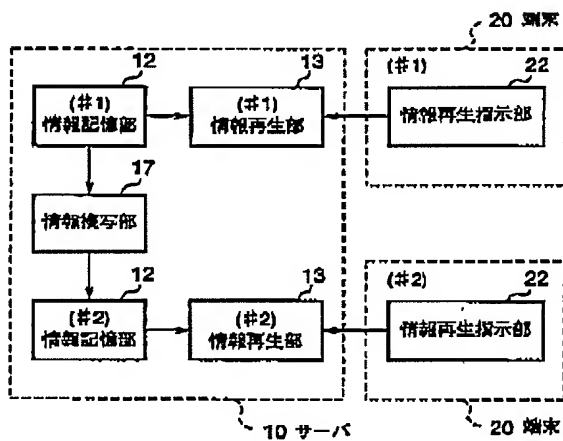 20 端末
12
(#1)
情報記憶部
13
(#1)
情報再生部
(#1)
22
情報再生指示部
17
情報複写部
12
(#2)
情報記憶部
13
(#2)
情報再生部
(#2)
22
情報再生指示部
10 サーバ
20 端末